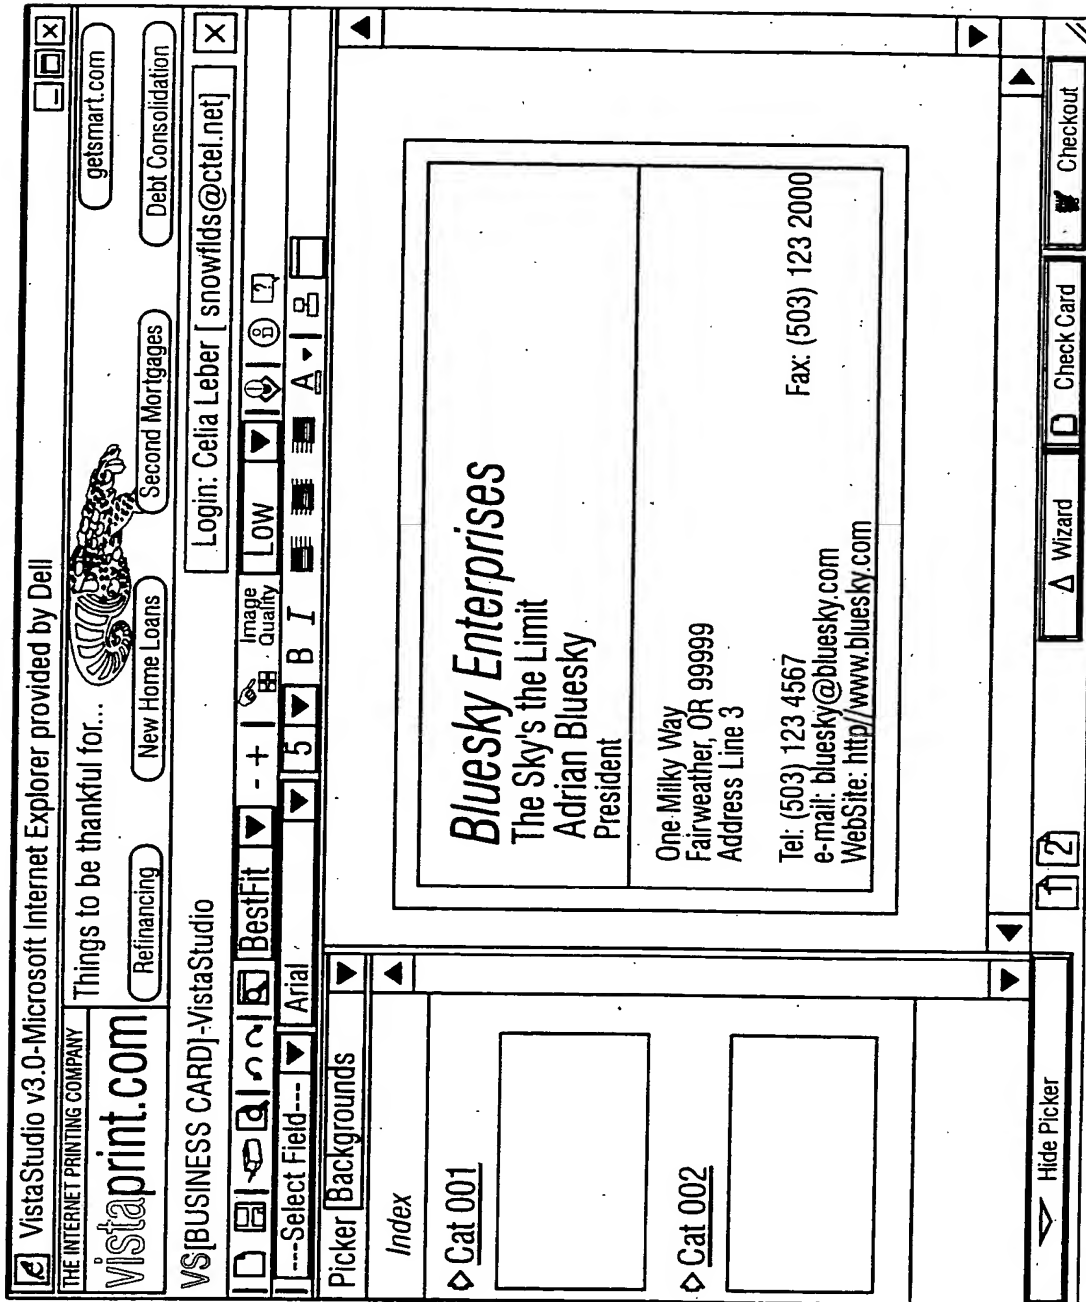 VistaStudio v3.0-Microsoft Internet Explorer provided by Dell
THE INTERNET PRINTING COMPANY
vistaprint.com
Things to be thankful for...
getsmart.com
Refinancing
New Home Loans
Second Mortgages
Debt Consolidation
VS[BUSINESS CARD]-VistaStudio
Login: Celia Leber [ snowflds@ctel.net]
BestFit
- +
Image
Quality
Low
?
---Select Field---
Arial
5
B I
A
Picker Backgrounds
Index
Cat 001
Cat 002
Bluesky Enterprises
The Sky's the Limit
Adrian Bluesky
President
One Milky Way
Fairweather, OR 99999
Address Line 3
Tel: (503) 123 4567
Fax: (503) 123 2000
e-mail: bluesky@bluesky.com
WebSite: http//www.bluesky.com
Hide Picker
1 2
Wizard
Check Card
Checkout